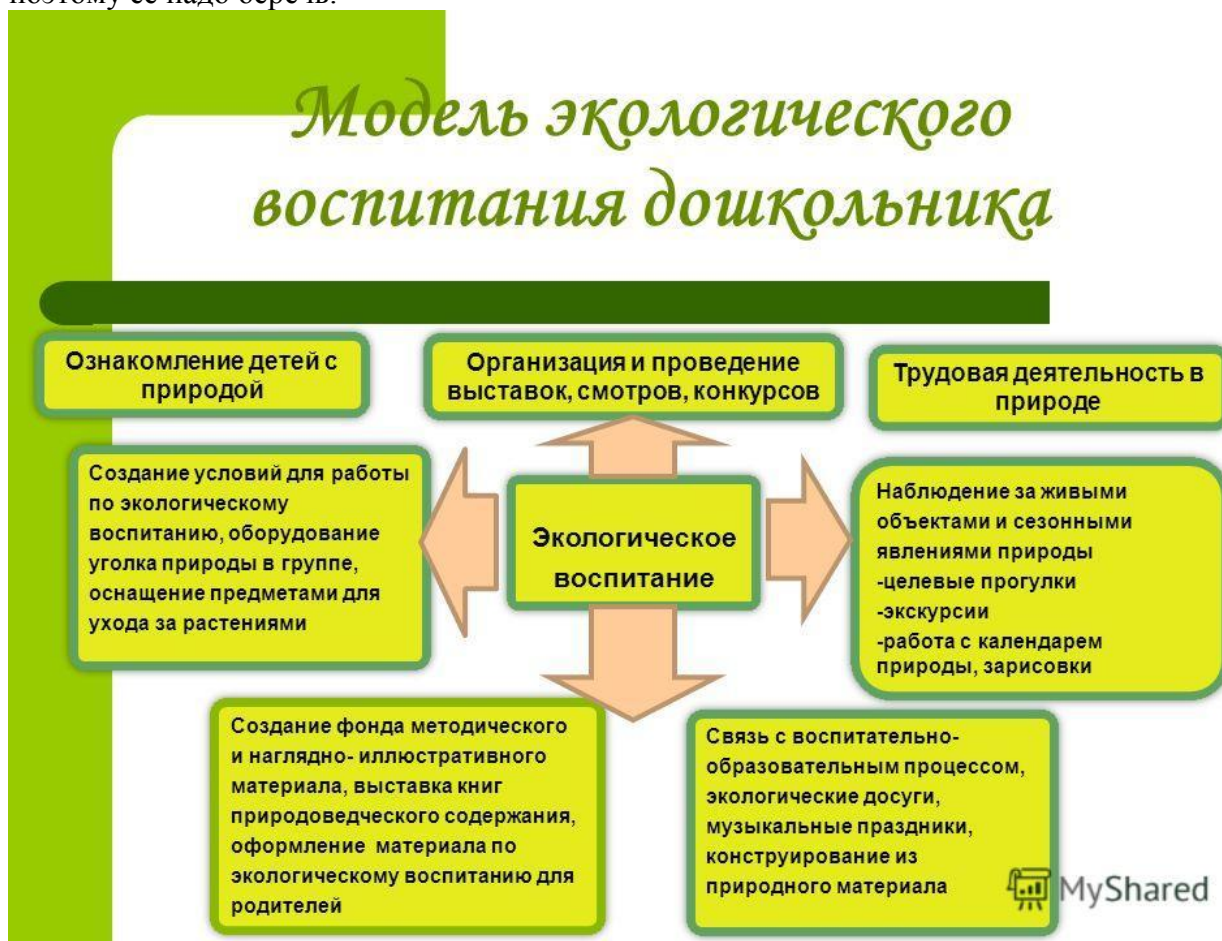 поэтому ее надо беречь.
Модель экологического
воспитания дошкольника
Ознакомление детей с
природой
Организация и проведение
выставок, смотров, конкурсов
Трудовая деятельность в
природе
Создание условий для работы
по экологическому
воспитанию, оборудование
уголка природы в группе,
оснащение предметами для
ухода за растениями
Экологическое
воспитание
Наблюдение за живыми
объектами и сезонными
явлениями природы
-целевые прогулки
-экскурсии
-работа с календарем
природы, зарисовки
Создание фонда методического
и наглядно- иллюстративного
материала, выставка книг
природоведческого содержания,
оформление материала по
экологическому воспитанию для
родителей
Связь с воспитательно-
образовательным процессом,
экологические досуги,
музыкальные праздники,
конструирование из
природного материала
MyShared